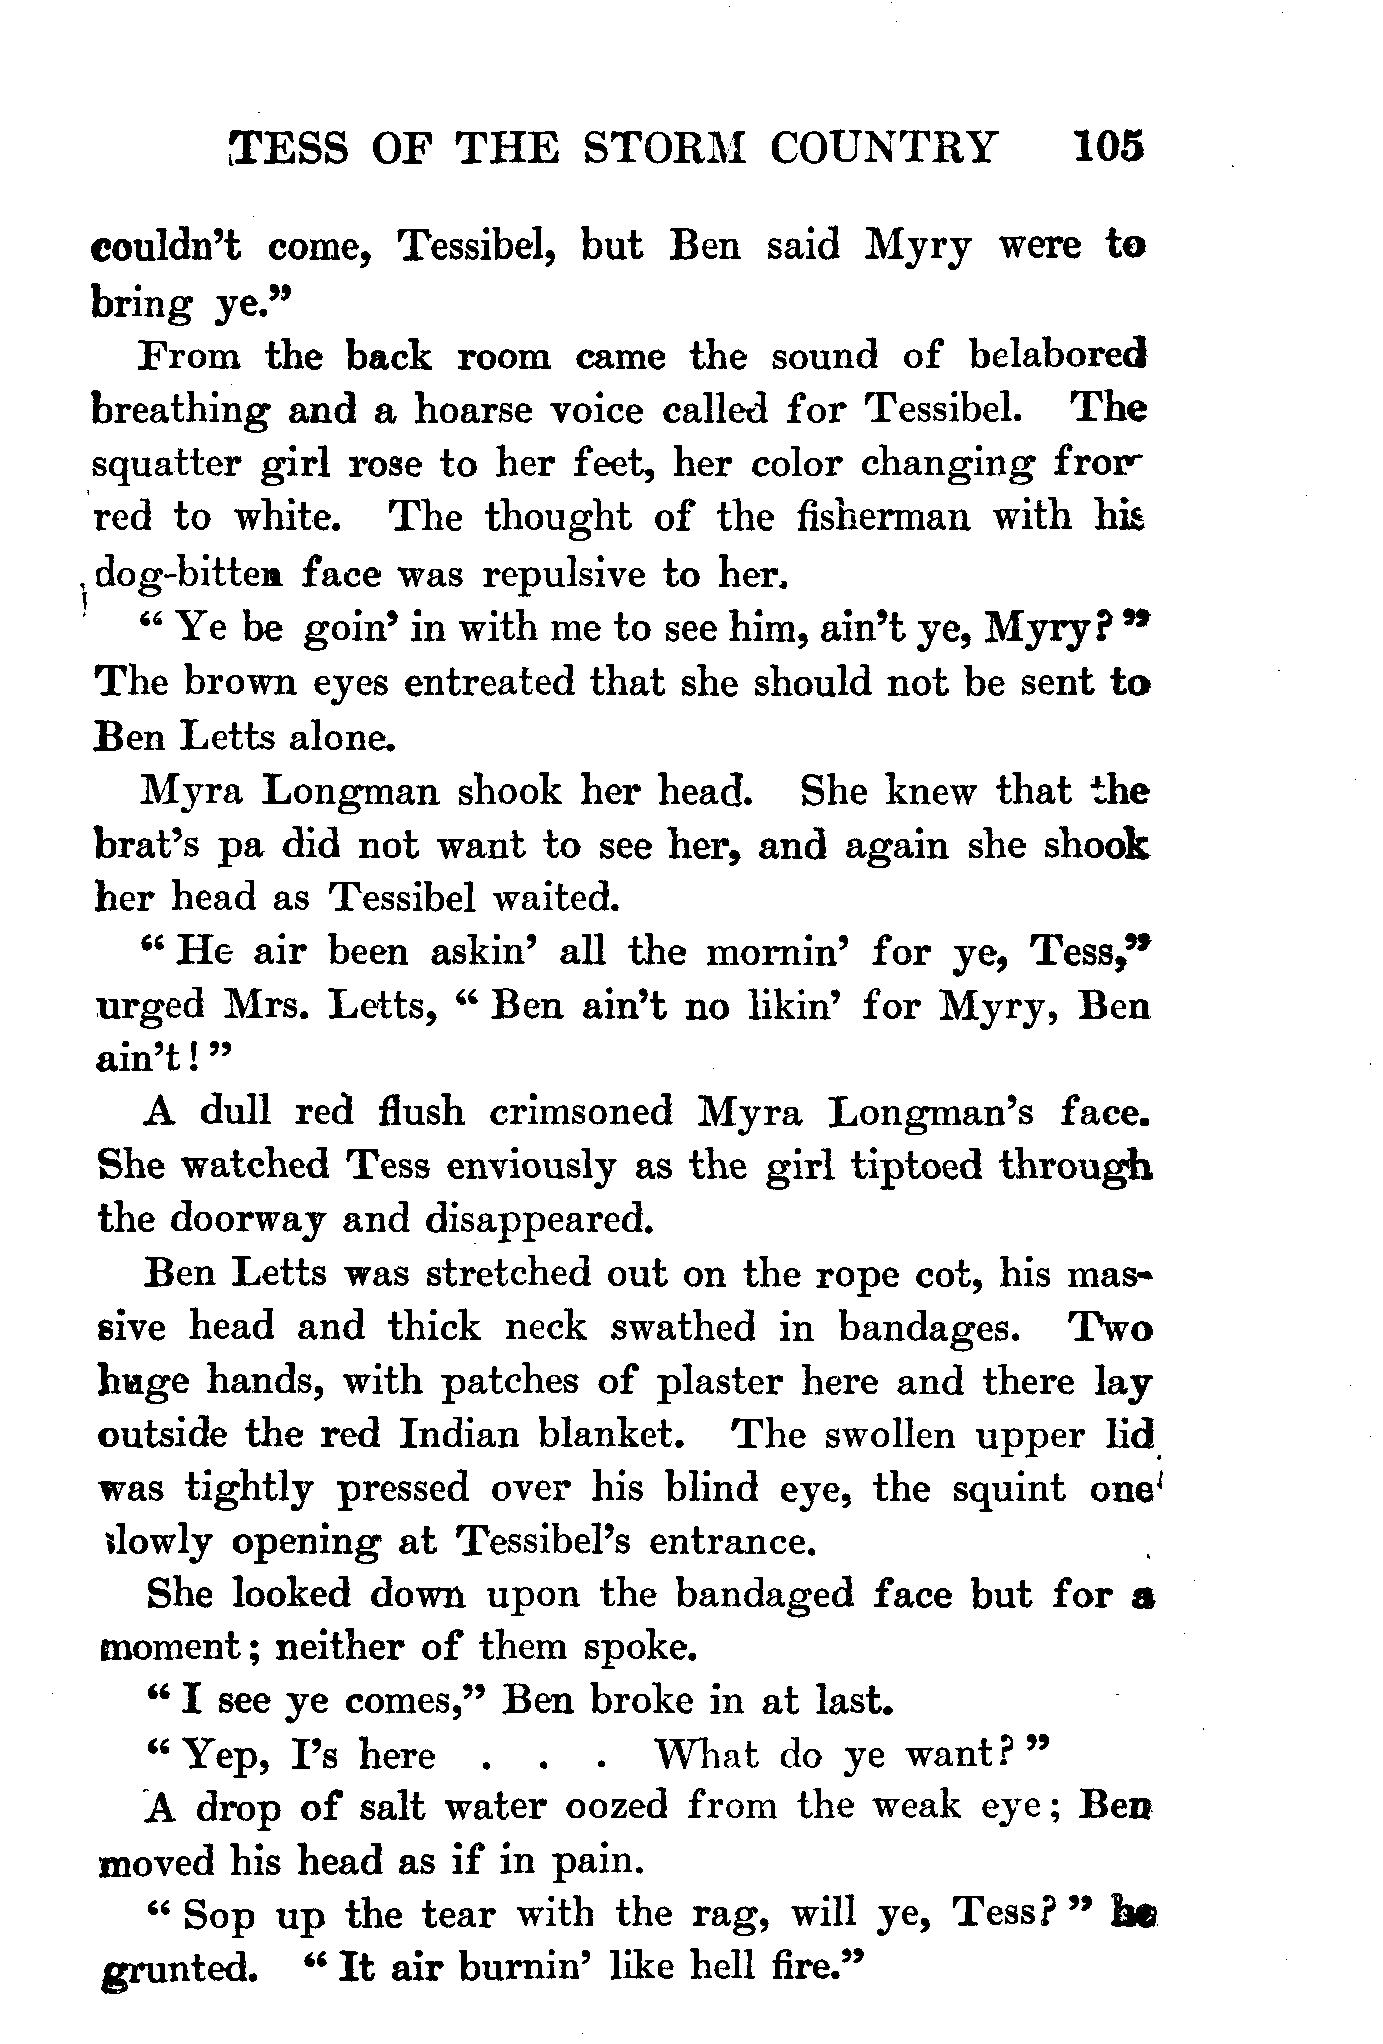 TESS OF THE STORM COUNTRY 105
couldn't come, Tessibel, but Ben said Myry were to
bring ye."
From the back room came the sound of belabored
breathing and a hoarse voice called for Tessibel. The
squatter girl rose to her feet, her color changing from
red to white. The thought of the fisherman with his
dog-bitten face was repulsive to her.
" Ye be goin' in with me to see him, ain't ye, Myry? "
The brown eyes entreated that she should not be sent to
Ben Letts alone.
Myra Longman shook her head. She knew that the
brat's pa did not want to see her, and again she shook
her head as Tessibel waited.
" He air been askin' all the mornin' for ye, Tess,"
urged Mrs. Letts, " Ben ain't no likin' for Myry, Ben
ain't! "
A dull red flush crimsoned Myra Longman's face.
She watched Tess enviously as the girl tiptoed through
the doorway and disappeared.
Ben Letts was stretched out on the rope cot, his mas-
sive head and thick neck swathed in bandages. Two
huge hands, with patches of plaster here and there lay
outside the red Indian blanket. The swollen upper lid
was tightly pressed over his blind eye, the squint one
slowly opening at Tessibel's entrance.
She looked down upon the bandaged face but for a
moment; neither of them spoke.
" I see ye comes," Ben broke in at last.
" Yep, I's here . . . What do ye want? "
A drop of salt water oozed from the weak eye; Ben
moved his head as if in pain.
" Sop up the tear with the rag, will ye, Tess? " he
grunted. " It air burnin' like hell fire."